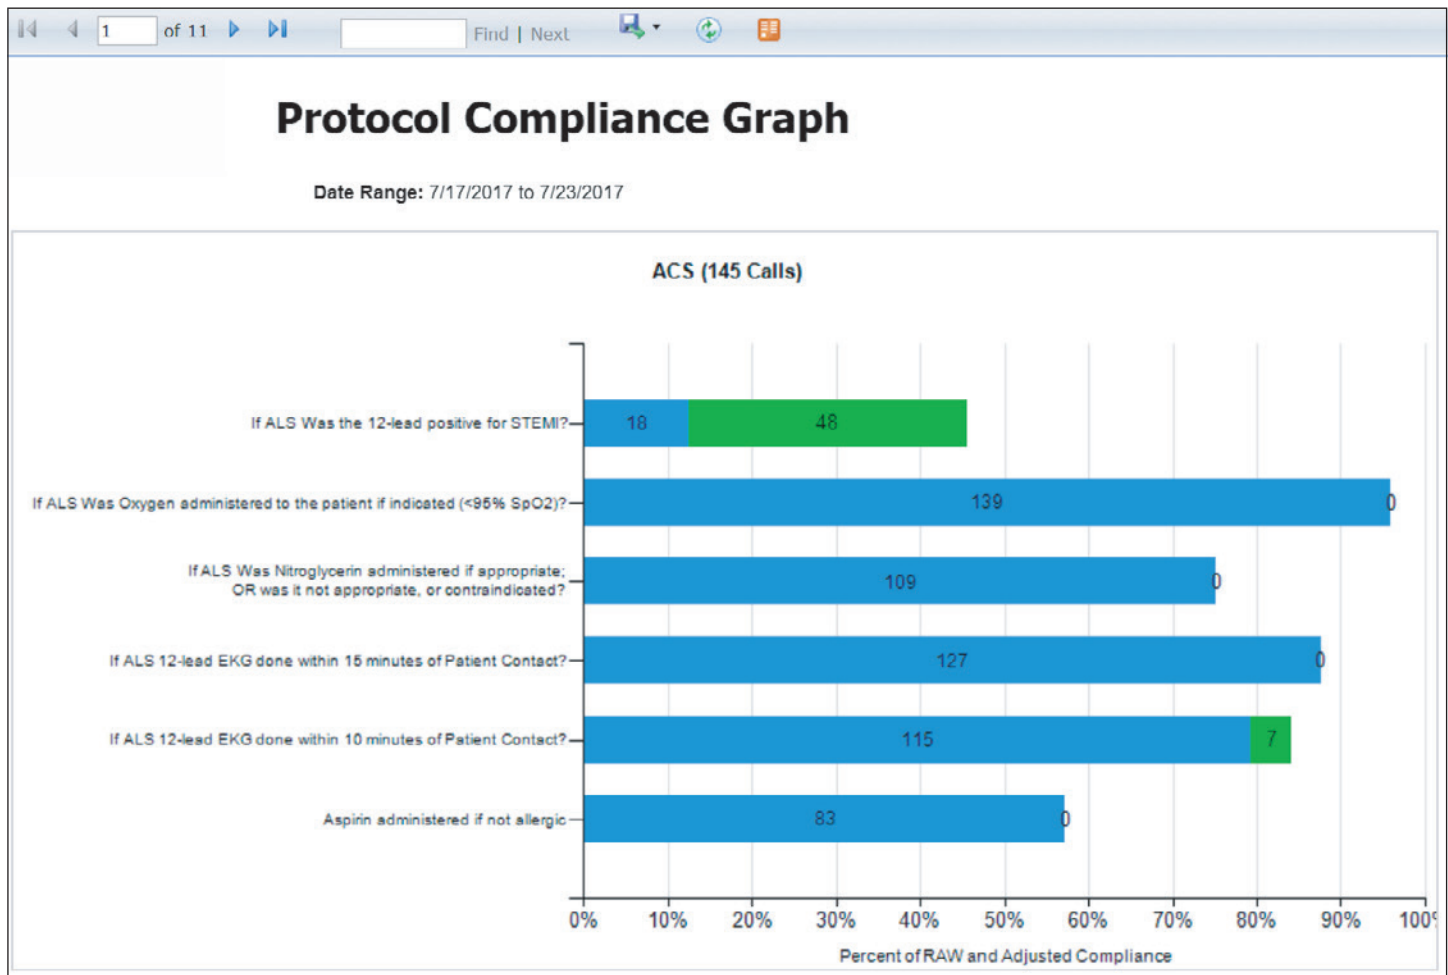 1 of 11 Find | Next
Protocol Compliance Graph
Date Range: 7/17/2017 to 7/23/2017
ACS (145 Calls)
If ALS Was the 12-lead positive for STEMI? 18 48
If ALS Was Oxygen administered to the patient if indicated (<95% SpO2)? 139 0
If ALS Was Nitroglycerin administered if appropriate;
OR was it not appropriate, or contraindicated? 109 0
If ALS 12-lead EKG done within 15 minutes of Patient Contact? 127 0
If ALS 12-lead EKG done within 10 minutes of Patient Contact? 115 7
Aspirin administered if not allergic 83 0
0% 10% 20% 30% 40% 50% 60% 70% 80% 90% 100%
Percent of RAW and Adjusted Compliance